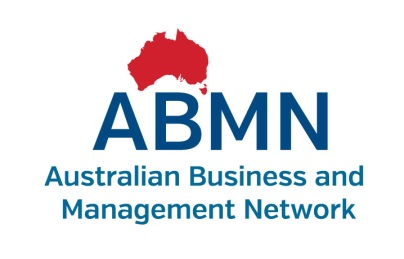 ABMN
Australian Business and
Management Network